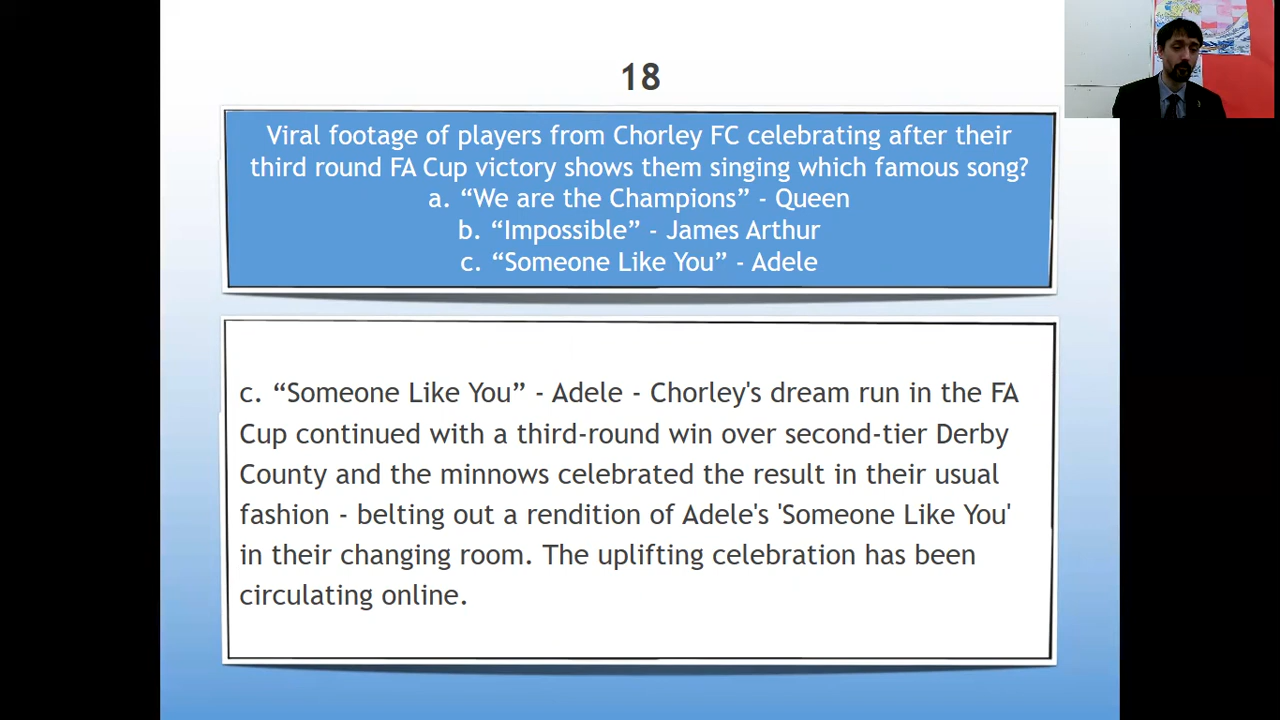 18
Viral footage of players from Chorley FC celebrating after their
third round FA Cup victory shows them singing which famous song?
a. “We are the Champions” - Queen
b. “Impossible” - James Arthur
c. “Someone Like You” - Adele
c. “Someone Like You” - Adele - Chorley's dream run in the FA
Cup continued with a third-round win over second-tier Derby
County and the minnows celebrated the result in their usual
fashion - belting out a rendition of Adele's 'Someone Like You'
in their changing room. The uplifting celebration has been
circulating online.